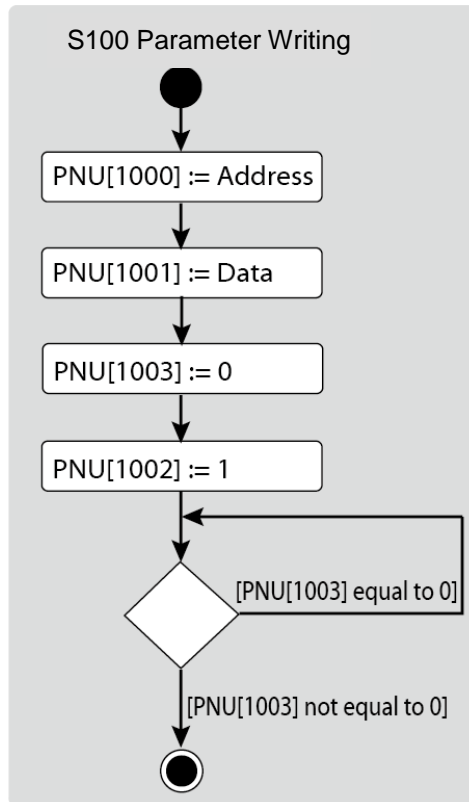 S100 Parameter Writing
PNU[1000] := Address
PNU[1001] := Data
PNU[1003] := 0
PNU[1002] := 1
[PNU[1003] equal to 0]
[PNU[1003] not equal to 0]